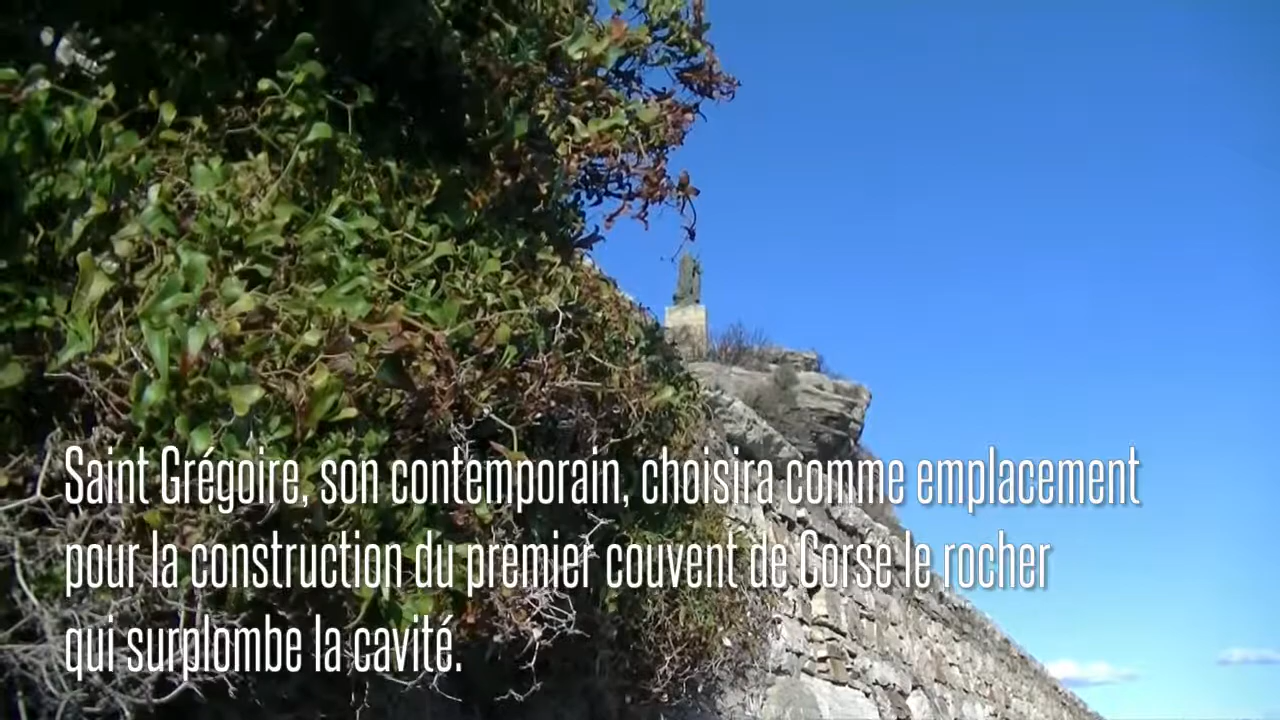 Saint Grégoire, son contemporain, choisira comme emplacement
pour la construction du premier couvent de Corse le rocher
qui surplombe la cavité.